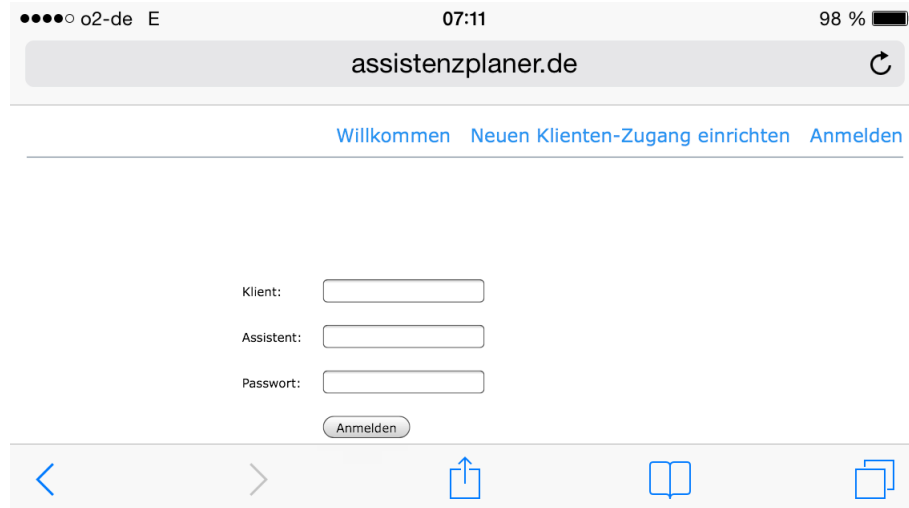 o2-de E 07:11 98 %
assistenzplaner.de
Willkommen Neuen Klienten-Zugang einrichten Anmelden
Klient:
Assistent:
Passwort:
Anmelden